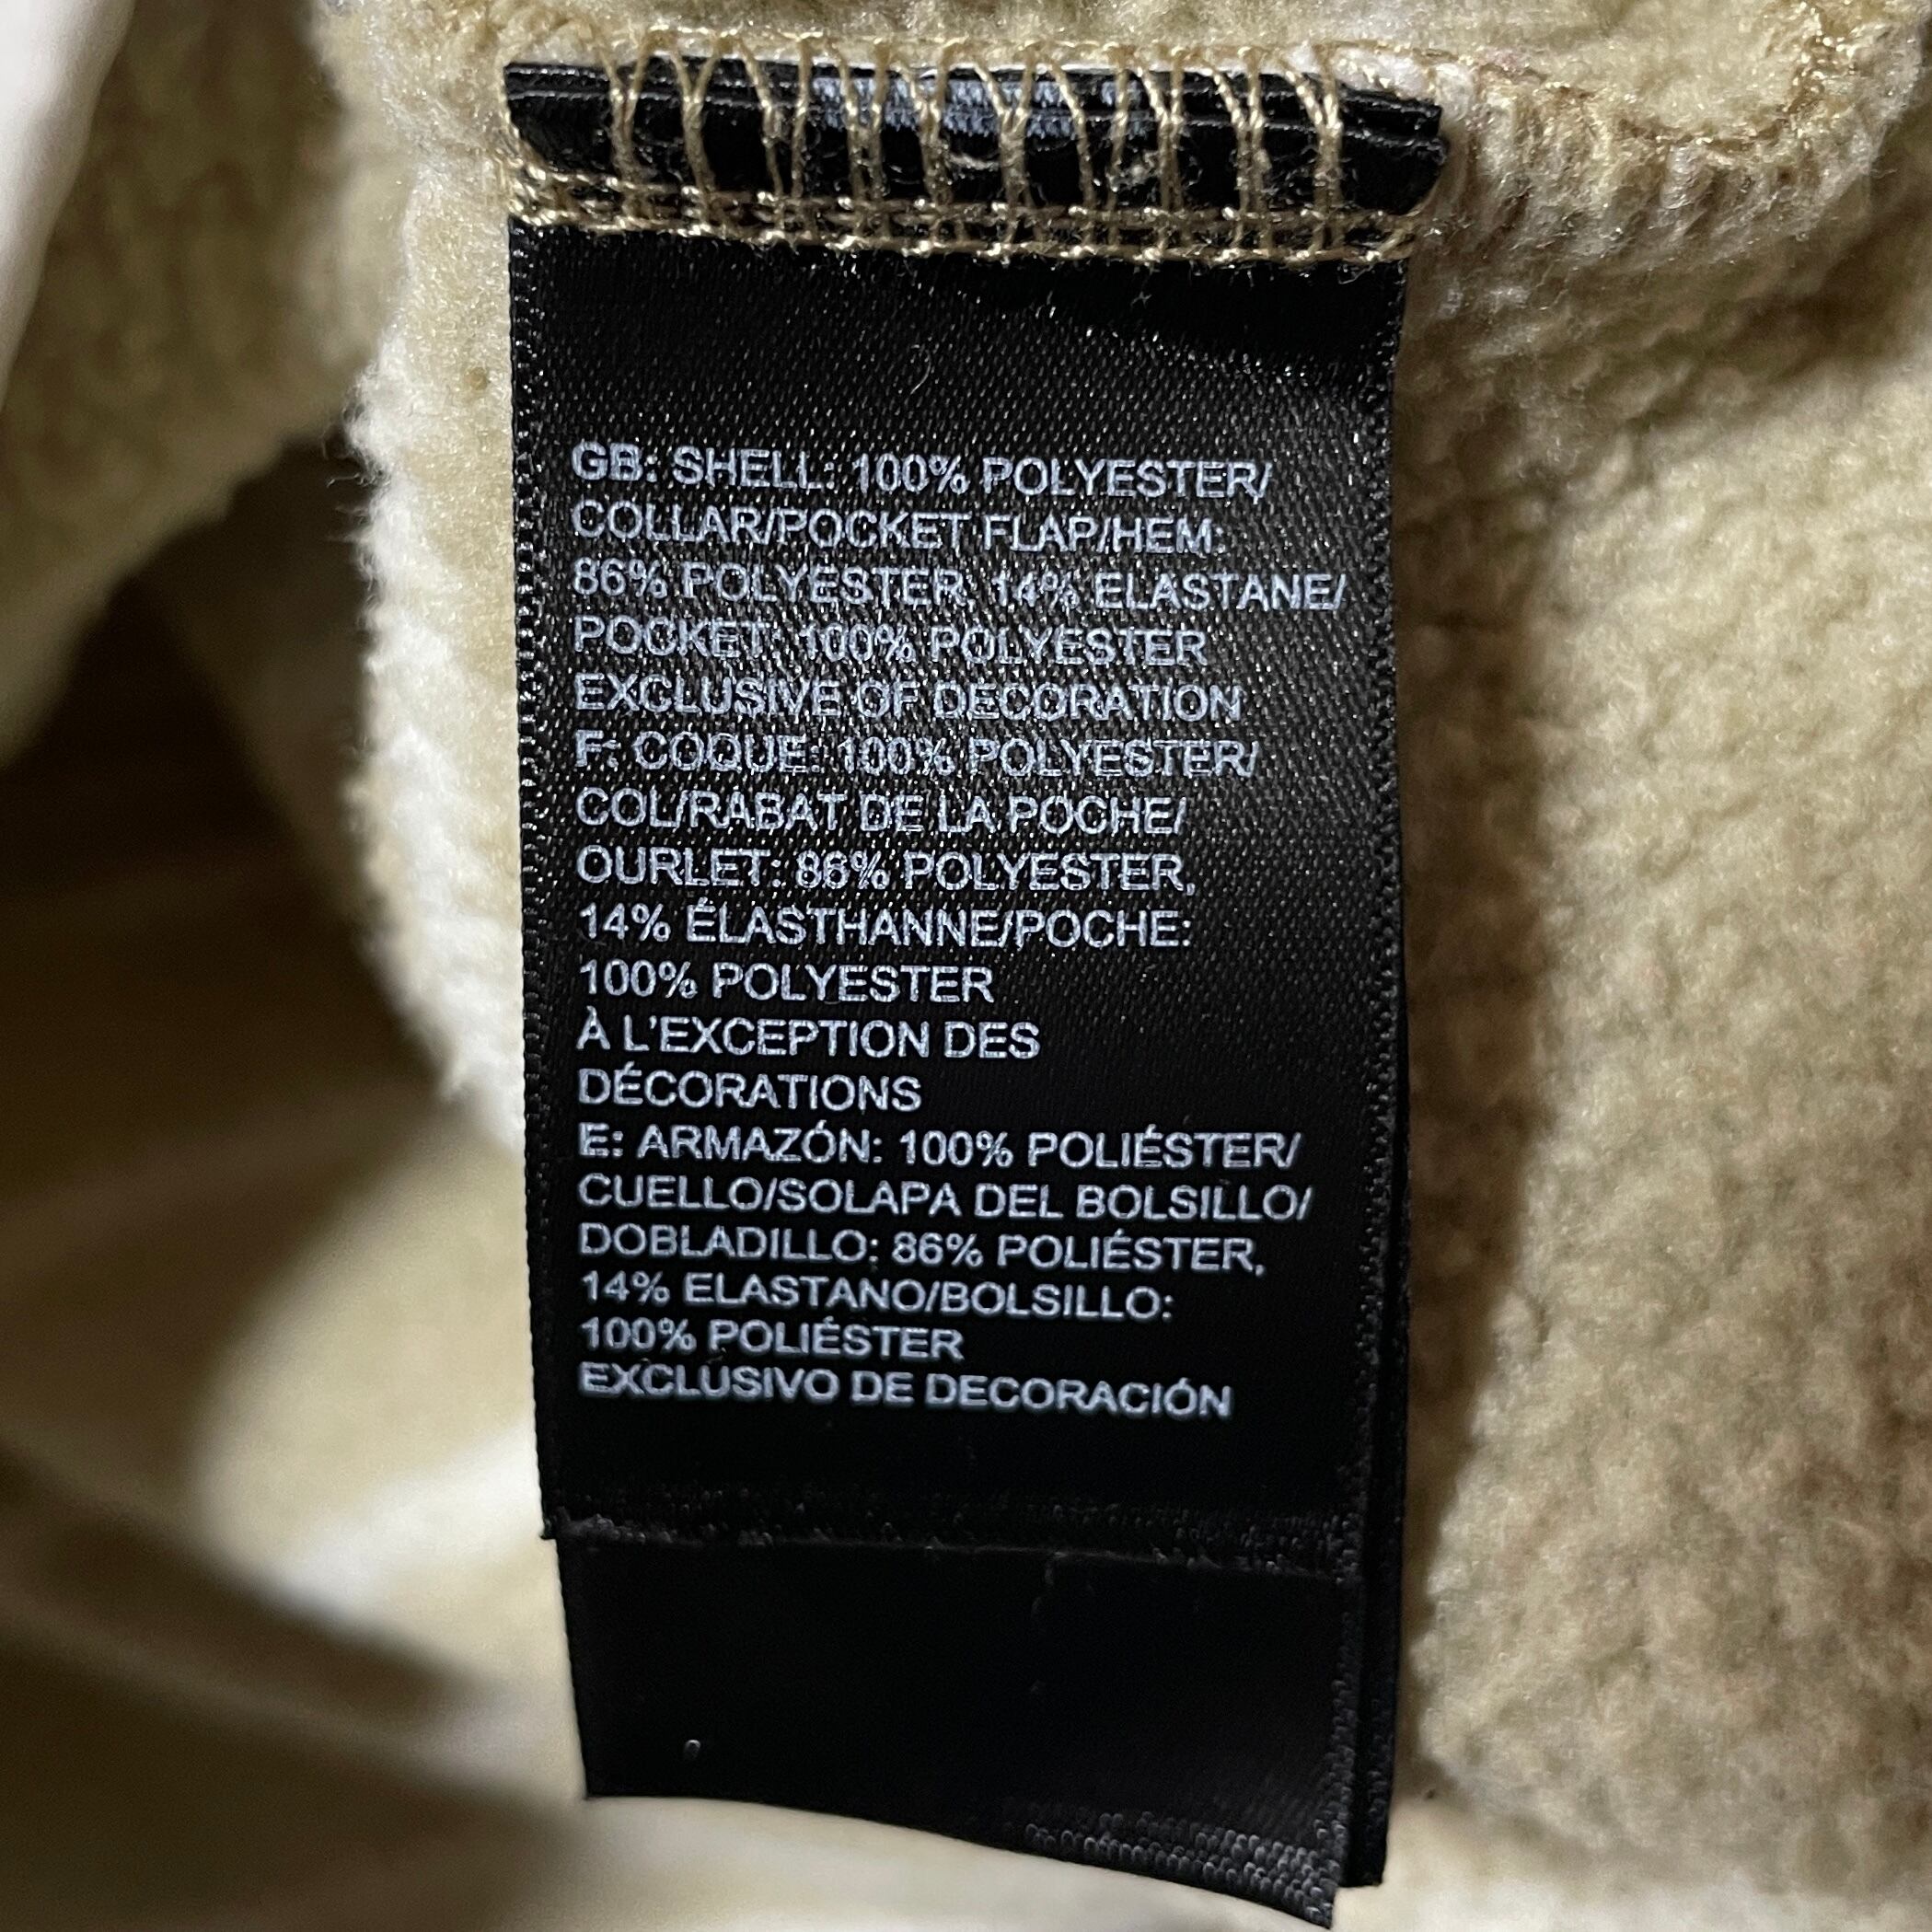 GB: SHELL: 100% POLYESTER/
COLLAR/POCKET FLAP/HEM:
86% POLYESTER, 14% ELASTANE/
POCKET: 100% POLYESTER
EXCLUSIVE OF DECORATION
F: COQUE: 100% POLYESTER/
COL/RABAT DE LA POCHE/
OURLET: 86% POLYESTER,
14% ÉLASTHANNE/POCHE:
100% POLYESTER
À L'EXCEPTION DES
DÉCORATIONS
E: ARMAZÓN: 100% POLIÉSTER/
CUELLO/SOLAPA DEL BOLSILLO/
DOBLADILLO: 86% POLIÉSTER,
14% ELASTANO/BOLSILLO:
100% POLIÉSTER
EXCLUSIVO DE DECORACIÓN